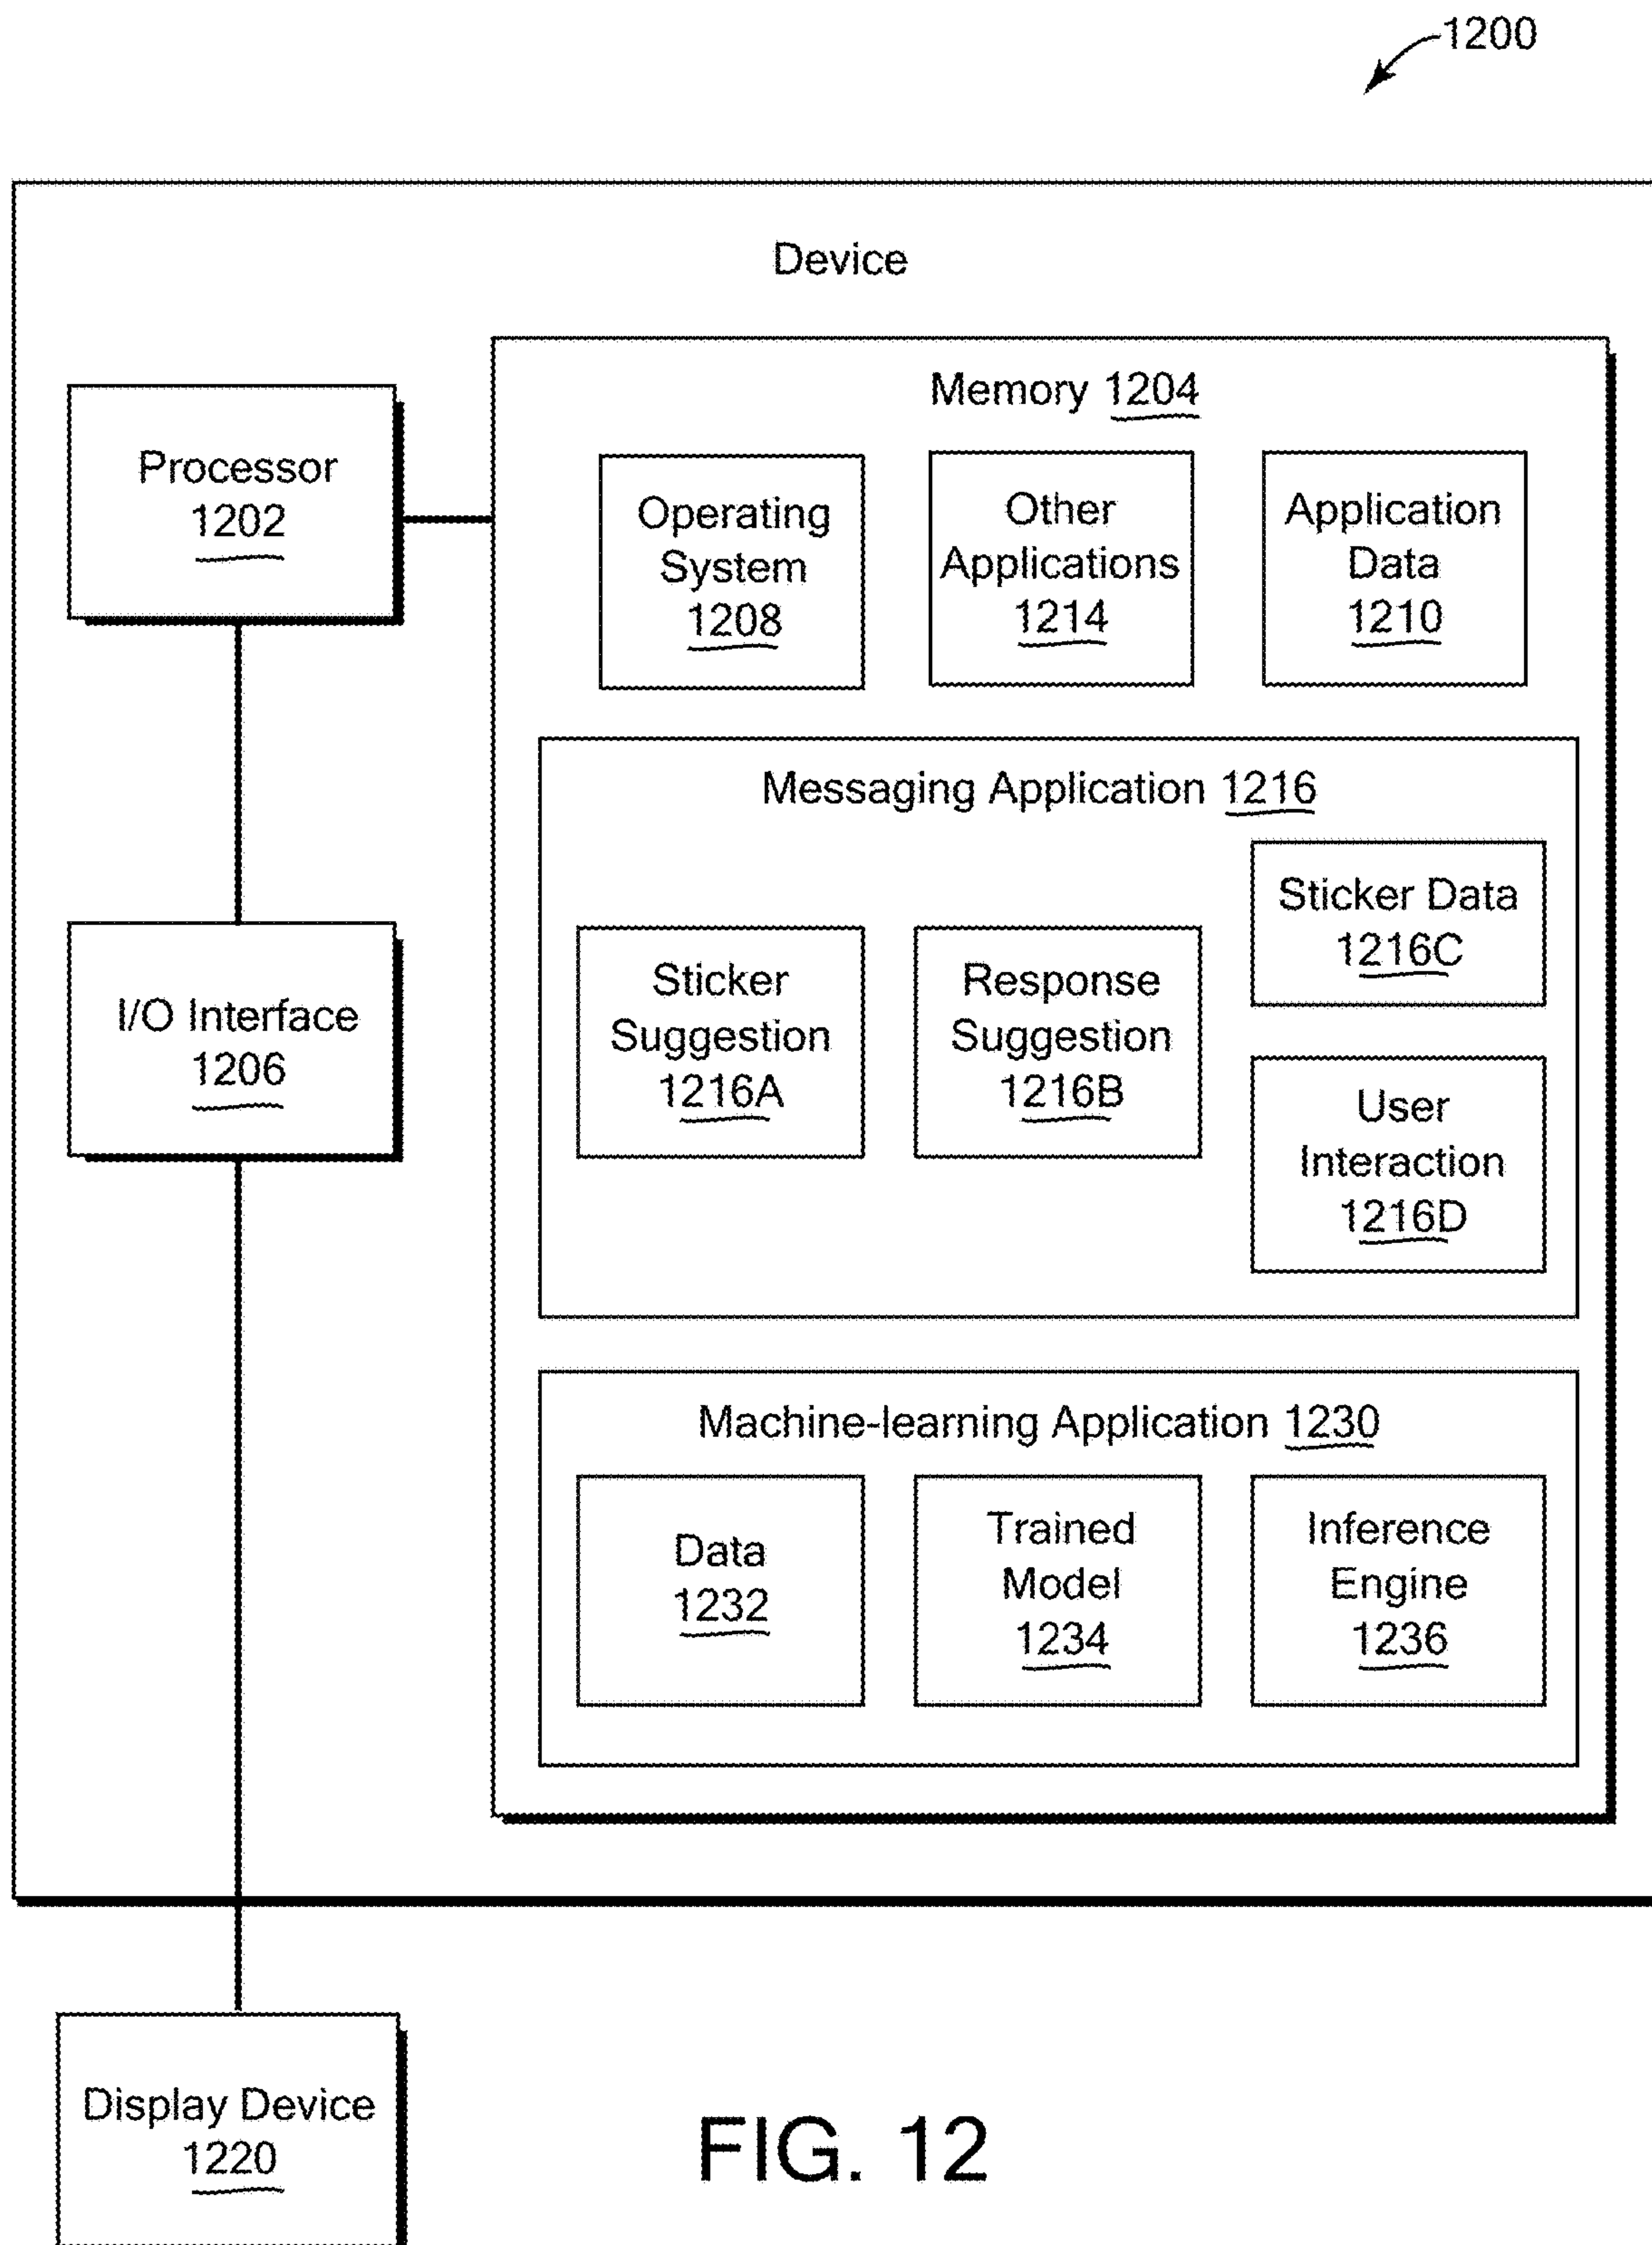 1200
Device
Processor
1202
Memory 1204
Operating
System
1208
Other
Applications
1214
Application
Data
1210
Messaging Application 1216
Sticker
Suggestion
1216A
Response
Suggestion
1216B
Sticker Data
1216C
User
Interaction
1216D
I/O Interface
1206
Machine-learning Application 1230
Data
1232
Trained
Model
1234
Inference
Engine
1236
Display Device
1220
FIG. 12